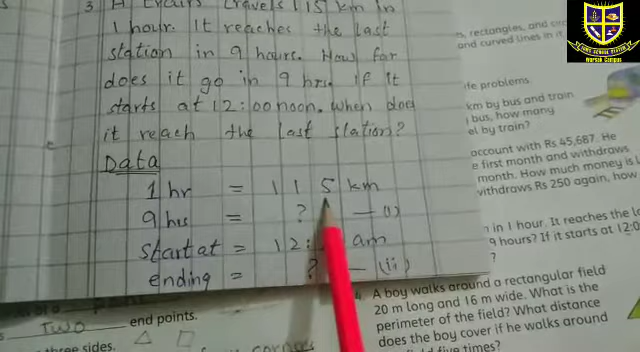 3 A trains travels 115 km in
1 hour. It reaches the last
station in 9 hours. How far
does it go in 9 hrs. If it
starts at 12:00 noon. When does
it reach the last station?
Data
1 hr = 115 km
9 hrs = ? — (i)
start at = 12: am
ending = ? — (ii)
s, rectangles, and
and curved lines in
life problems.
km by bus and train
bus, how many
el by train?
account with Rs 45,687. He
e first month and withdraws
month. How much money is
withdraws Rs 250 again, how
in 1 hour. It reaches the
9 hours? If it starts at 12:0
?
A boy walks around a rectangular field
20 m long and 16 m wide. What is the
perimeter of the field? What distance
does the boy cover if he walks around
field five times?
Two end points.
three sides.
Warsak Campus